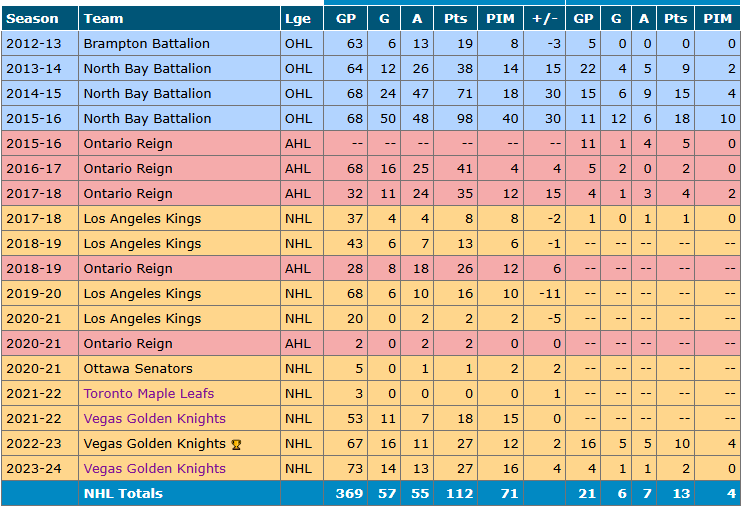 Season Team Lge GP G A Pts PIM +/- GP G A Pts PIM
2012-13 Brampton Battalion OHL 63 6 13 19 8 -3 5 0 0 0 0
2013-14 North Bay Battalion OHL 64 12 26 38 14 15 22 4 5 9 2
2014-15 North Bay Battalion OHL 68 24 47 71 18 30 15 6 9 15 4
2015-16 North Bay Battalion OHL 68 50 48 98 40 30 11 12 6 18 10
2015-16 Ontario Reign AHL -- -- -- -- -- -- 11 1 4 5 0
2016-17 Ontario Reign AHL 68 16 25 41 4 4 5 2 0 2 0
2017-18 Ontario Reign AHL 32 11 24 35 12 15 4 1 3 4 2
2017-18 Los Angeles Kings NHL 37 4 4 8 8 -2 1 0 1 1 0
2018-19 Los Angeles Kings NHL 43 6 7 13 6 -1 -- -- -- -- --
2018-19 Ontario Reign AHL 28 8 18 26 12 6 -- -- -- -- --
2019-20 Los Angeles Kings NHL 68 6 10 16 10 -11 -- -- -- -- --
2020-21 Los Angeles Kings NHL 20 0 2 2 2 -5 -- -- -- -- --
2020-21 Ontario Reign AHL 2 0 2 2 0 0 -- -- -- -- --
2020-21 Ottawa Senators NHL 5 0 1 1 2 2 -- -- -- -- --
2021-22 Toronto Maple Leafs NHL 3 0 0 0 0 1 -- -- -- -- --
2021-22 Vegas Golden Knights NHL 53 11 7 18 15 0 -- -- -- -- --
2022-23 Vegas Golden Knights NHL 67 16 11 27 12 2 16 5 5 10 4
2023-24 Vegas Golden Knights NHL 73 14 13 27 16 4 4 1 1 2 0
NHL Totals 369 57 55 112 71 21 6 7 13 4